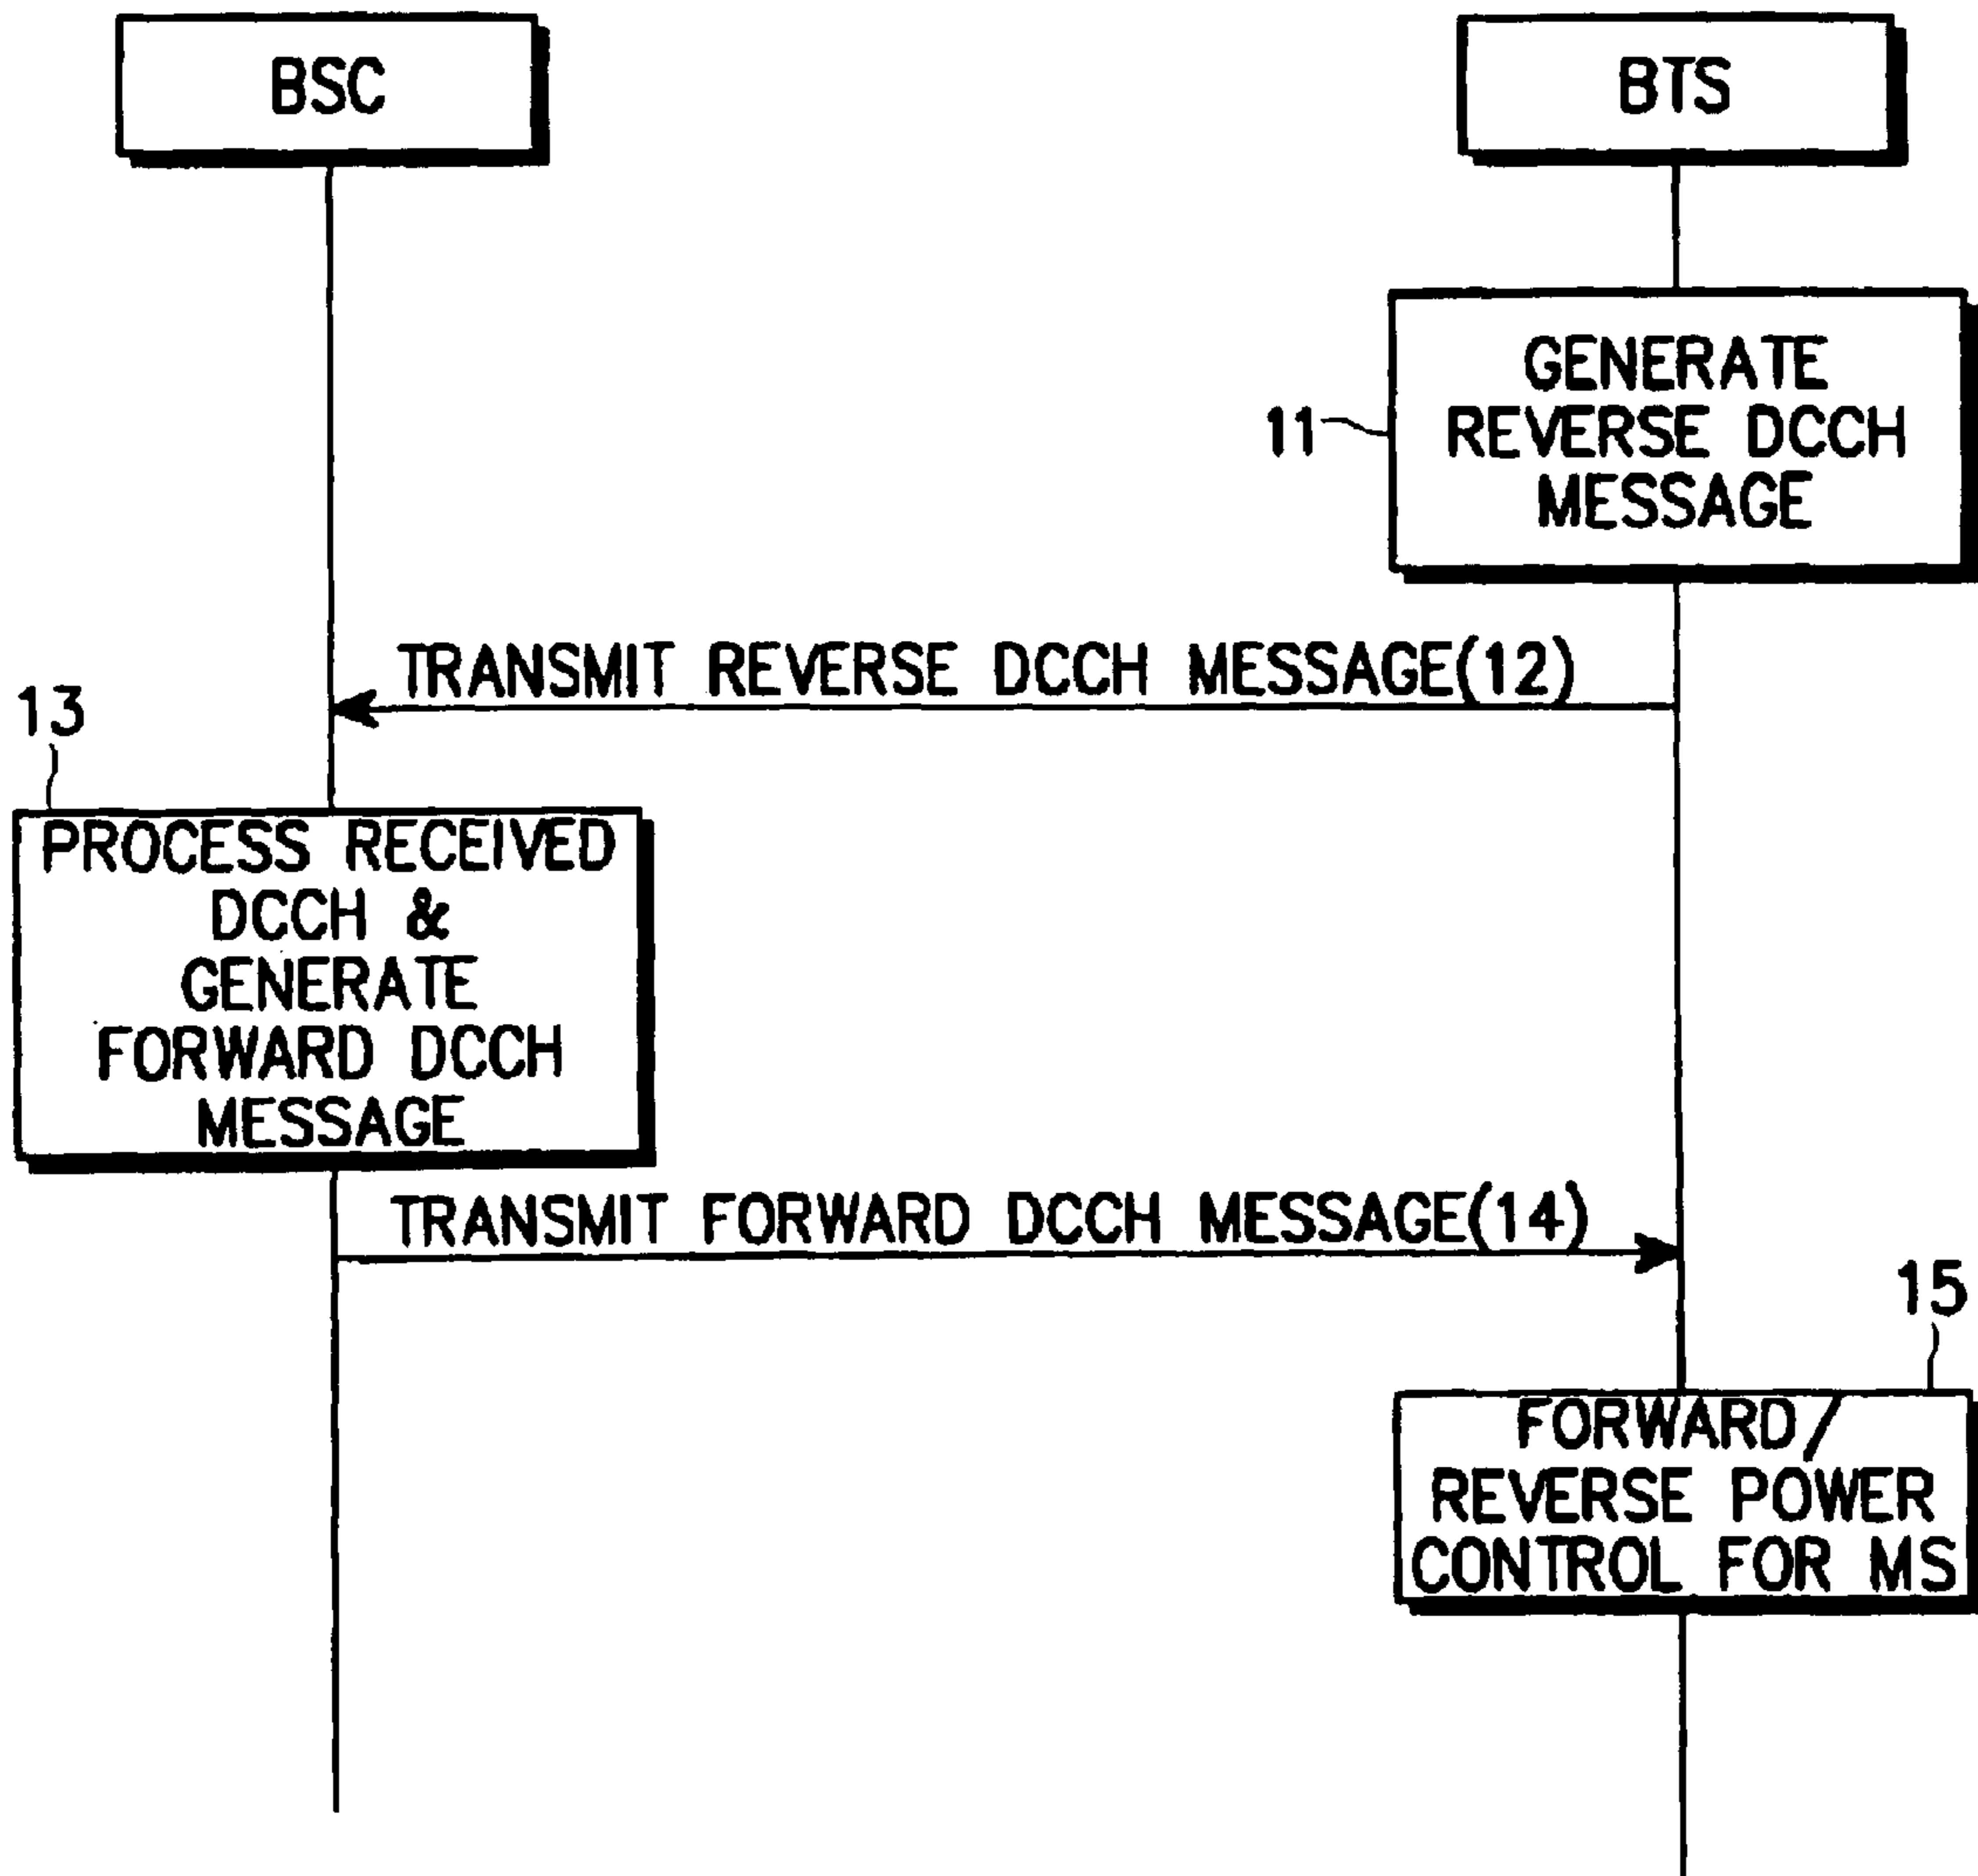 BSC
BTS
GENERATE
REVERSE DCCH
MESSAGE
11
TRANSMIT REVERSE DCCH MESSAGE(12)
13
PROCESS RECEIVED
DCCH &
GENERATE
FORWARD DCCH
MESSAGE
TRANSMIT FORWARD DCCH MESSAGE(14)
15
FORWARD/
REVERSE POWER
CONTROL FOR MS